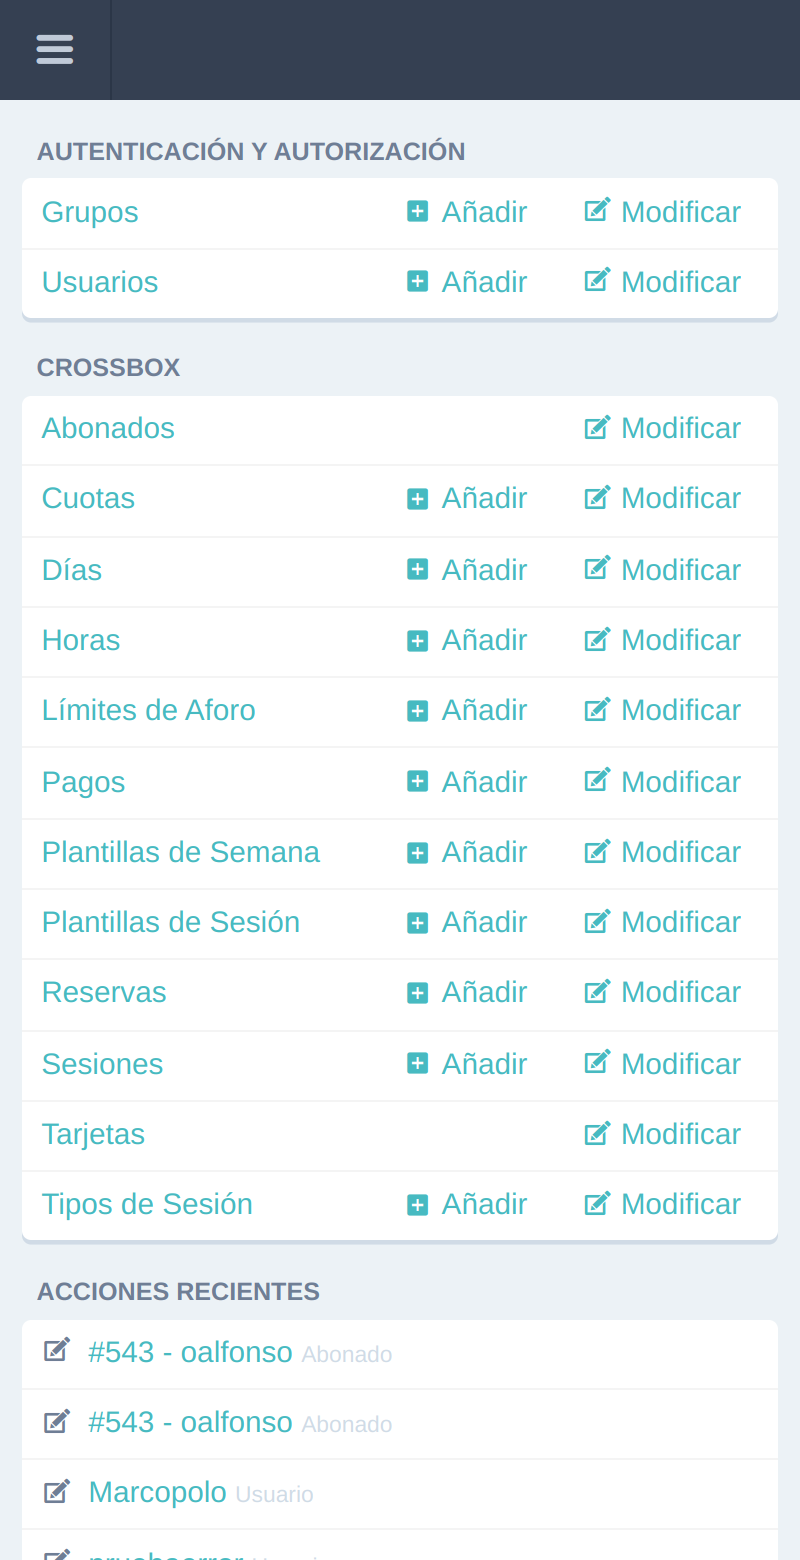 AUTENTICACIÓN Y AUTORIZACIÓN
Grupos Añadir Modificar
Usuarios Añadir Modificar
CROSSBOX
Abonados Modificar
Cuotas Añadir Modificar
Días Añadir Modificar
Horas Añadir Modificar
Límites de Aforo Añadir Modificar
Pagos Añadir Modificar
Plantillas de Semana Añadir Modificar
Plantillas de Sesión Añadir Modificar
Reservas Añadir Modificar
Sesiones Añadir Modificar
Tarjetas Modificar
Tipos de Sesión Añadir Modificar
ACCIONES RECIENTES
#543 - oalfonso Abonado
#543 - oalfonso Abonado
Marcopolo Usuario